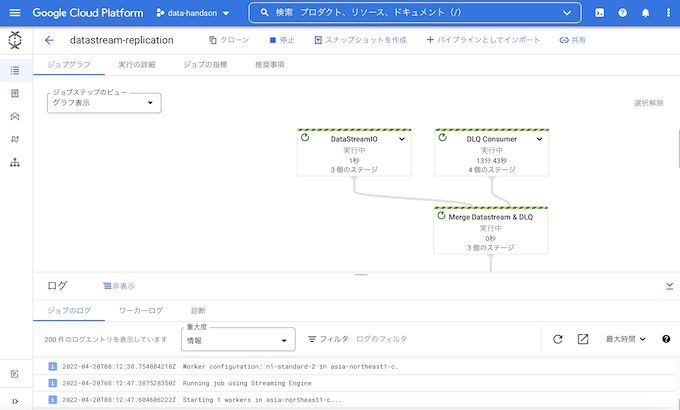 Google Cloud Platform
data-handson
検索 プロダクト、リソース、ドキュメント (/)
datastream-replication
クローン
停止
スナップショットを作成
パイプラインとしてインポート
共有
ジョブグラフ
実行の詳細
ジョブの指標
推奨事項
ジョブステップのビュー
グラフ表示
選択解除
DataStreamIO
実行中
1秒
3 個のステージ
DLQ Consumer
実行中
13分 43秒
4 個のステージ
Merge Datastream & DLQ
実行中
0秒
3 個のステージ
ログ
非表示
ジョブのログ
ワーカーログ
診断
200 件のログエントリを表示しています
重大度
情報
フィルタ
ログのフィルタ
最大時間
2022-04-20T08:12:38.754884218Z Worker configuration: n1-standard-2 in asia-northeast1-c.
2022-04-20T08:12:47.387528350Z Running job using Streaming Engine
2022-04-20T08:12:47.604606222Z Starting 1 workers in asia-northeast1-c...